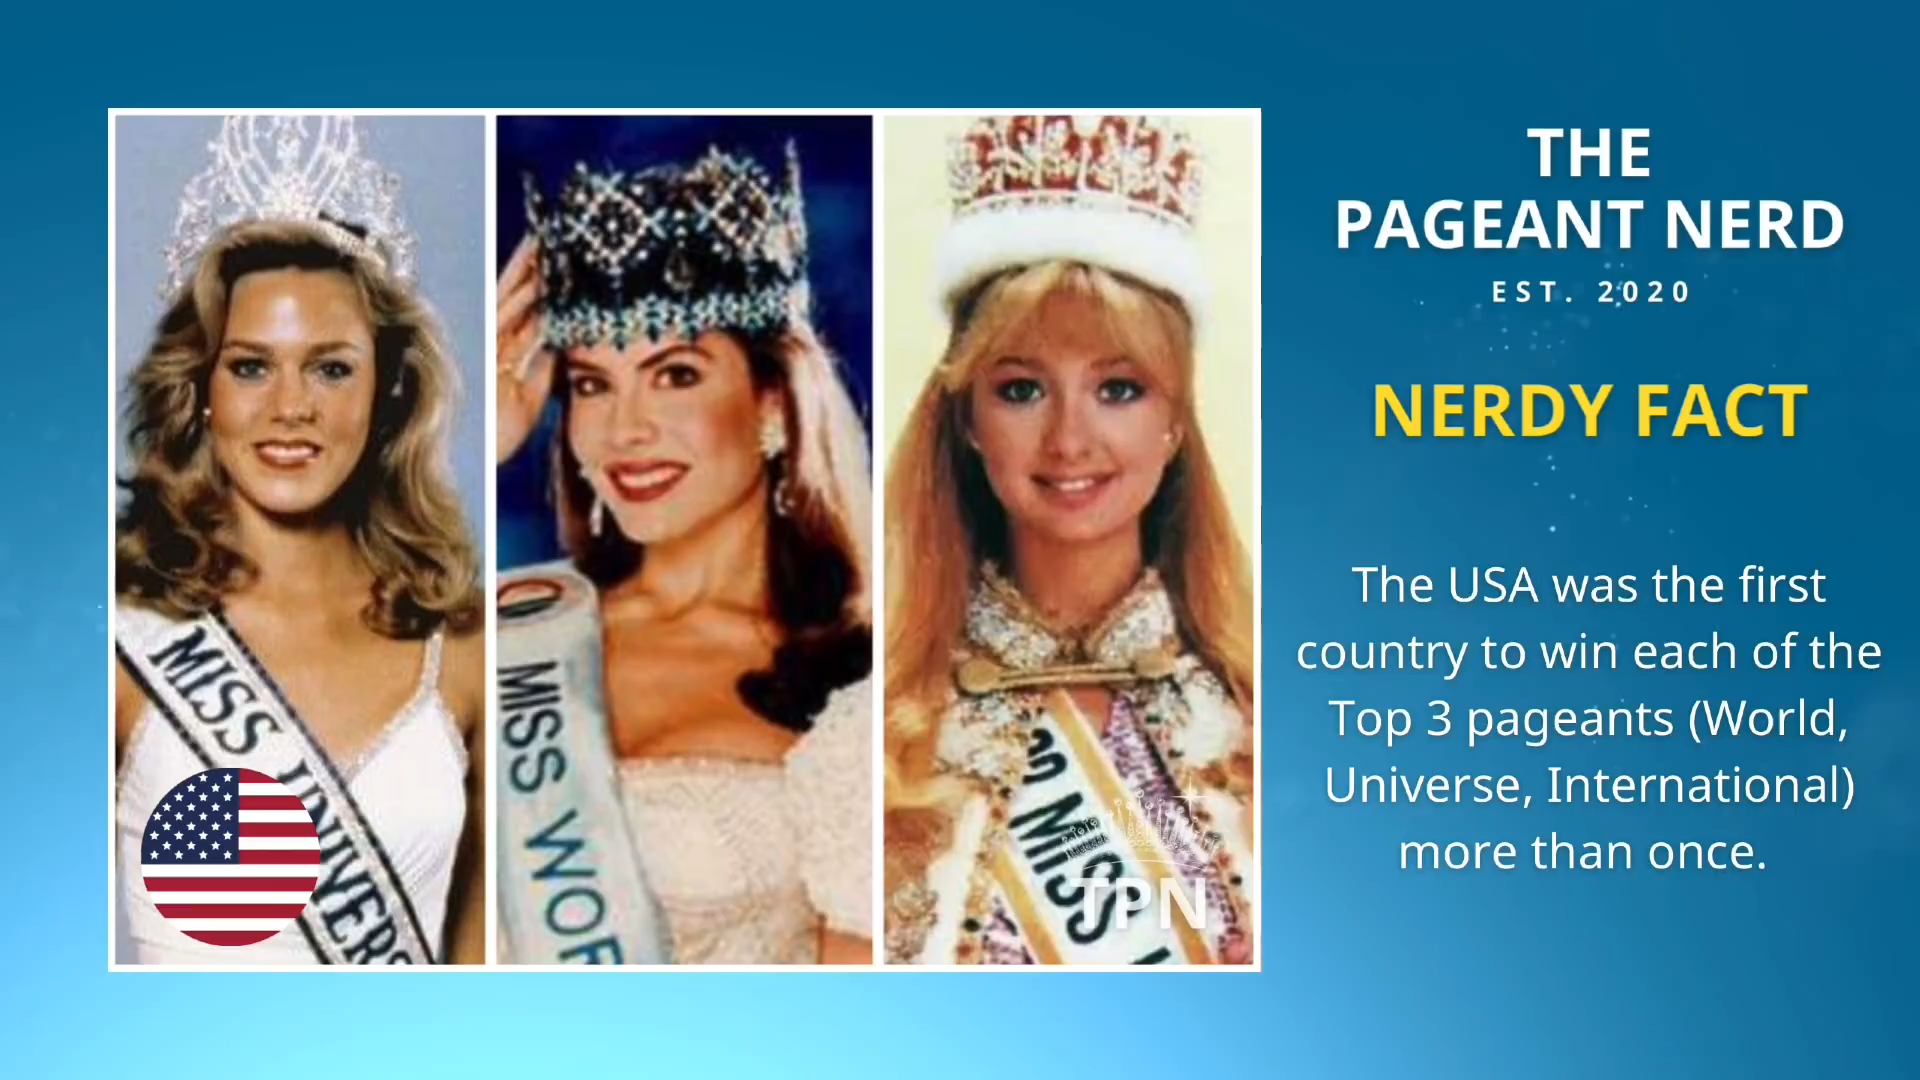 THE
PAGEANT NERD
EST. 2020
NERDY FACT
The USA was the first
country to win each of the
Top 3 pageants (World,
Universe, International)
more than once.
MISS UNIVERS
MISS WOR
MISS
TPN